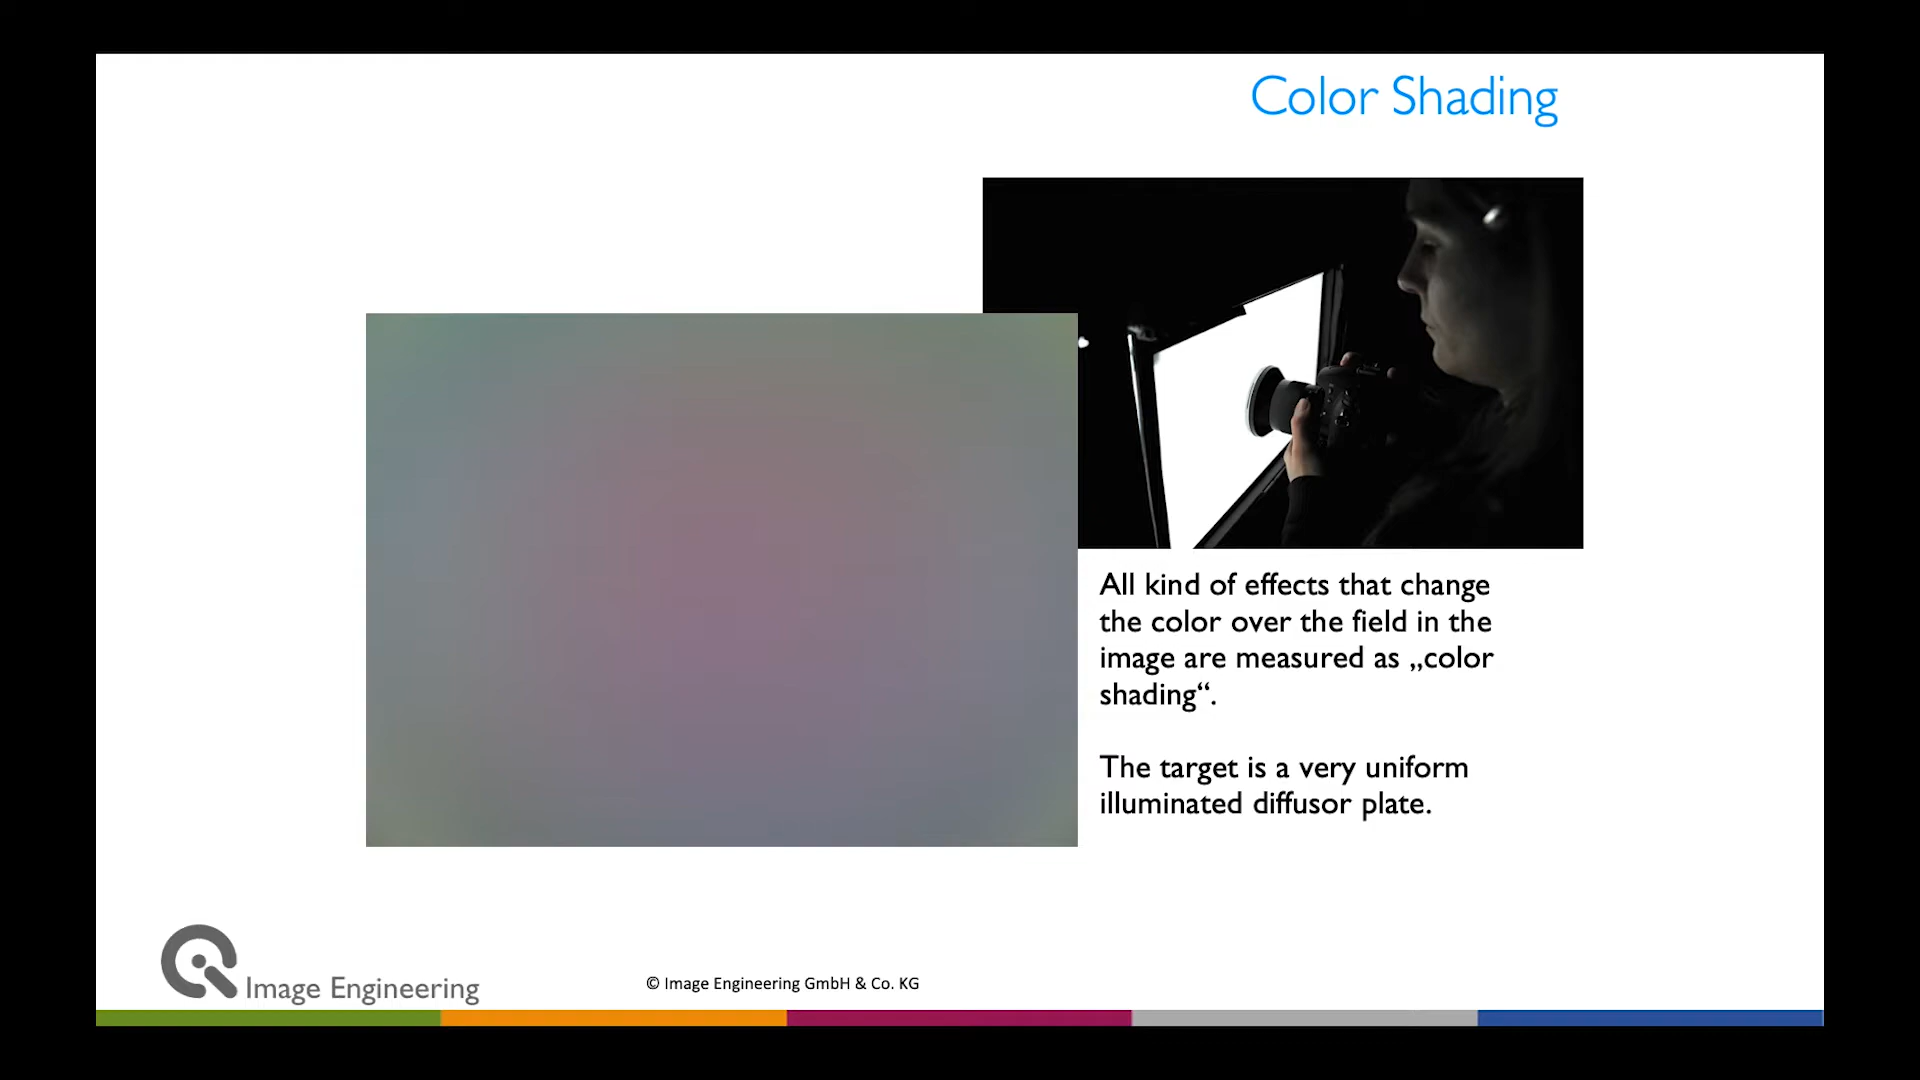 Color Shading
All kind of effects that change
the color over the field in the
image are measured as „color
shading“.
The target is a very uniform
illuminated diffusor plate.
Image Engineering
© Image Engineering GmbH & Co. KG